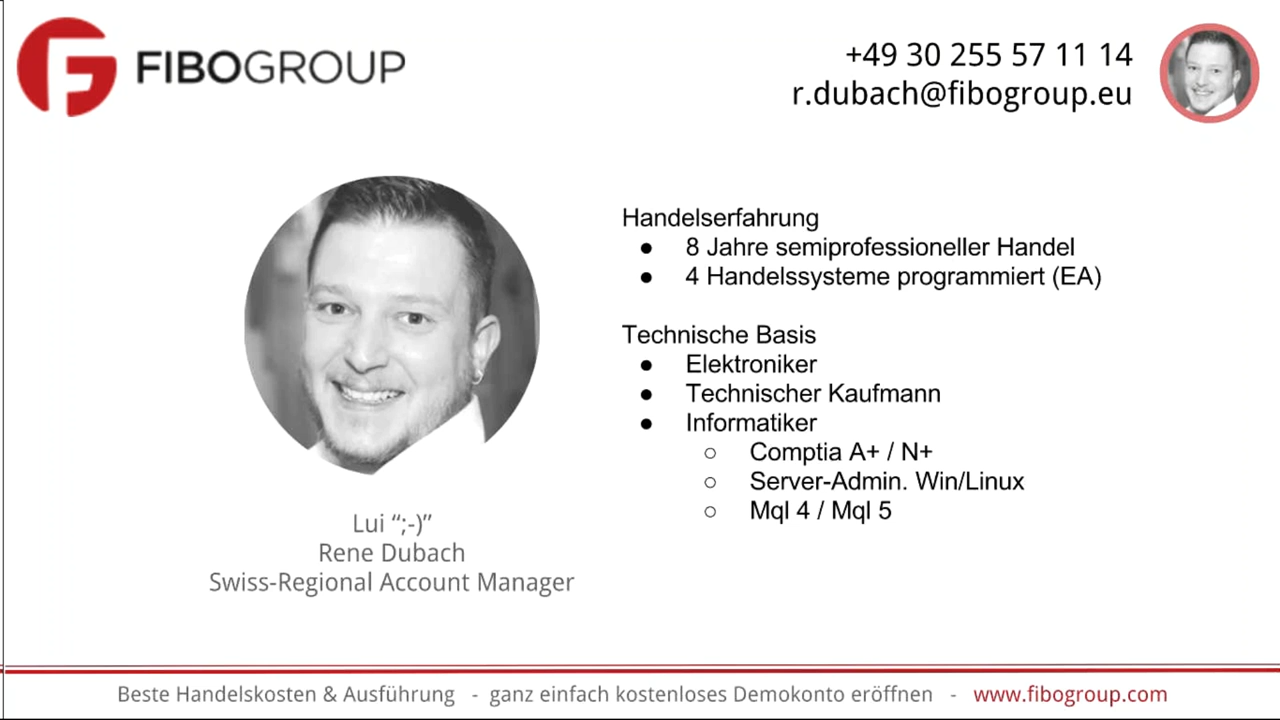 FIBOGROUP
+49 30 255 57 11 14
r.dubach@fibogroup.eu
Handelserfahrung
● 8 Jahre semiprofessioneller Handel
● 4 Handelssysteme programmiert (EA)
Technische Basis
● Elektroniker
● Technischer Kaufmann
● Informatiker
○ Comptia A+ / N+
○ Server-Admin. Win/Linux
○ Mql 4 / Mql 5
Lui “;-)”
Rene Dubach
Swiss-Regional Account Manager
Beste Handelskosten & Ausführung - ganz einfach kostenloses Demokonto eröffnen - www.fibogroup.com